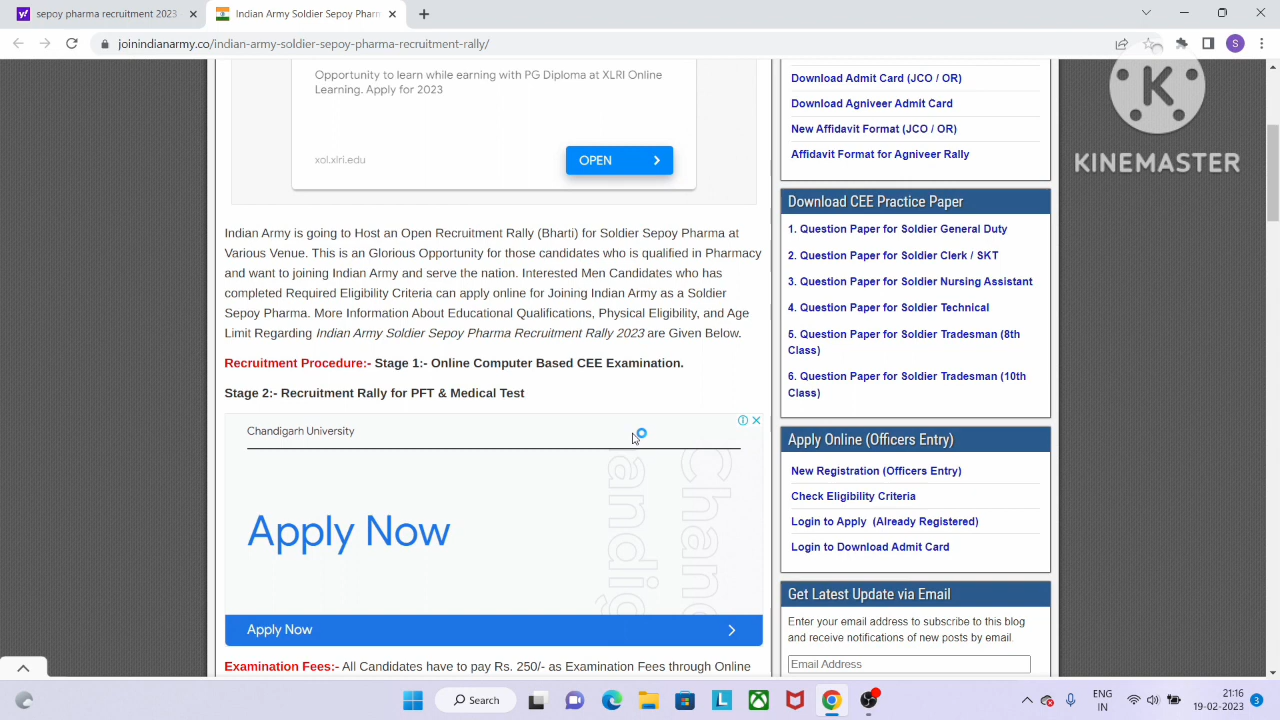 sepoy pharma recruitment 2023
Indian Army Soldier Sepoy Pharm
joinindianarmy.co/indian-army-soldier-sepoy-pharma-recruitment-rally/
S
Opportunity to learn while earning with PG Diploma at XLRI Online
Learning. Apply for 2023
xol.xlri.edu
OPEN
Indian Army is going to Host an Open Recruitment Rally (Bharti) for Soldier Sepoy Pharma at
Various Venue. This is an Glorious Opportunity for those candidates who is qualified in Pharmacy
and want to joining Indian Army and serve the nation. Interested Men Candidates who has
completed Required Eligibility Criteria can apply online for Joining Indian Army as a Soldier
Sepoy Pharma. More Information About Educational Qualifications, Physical Eligibility, and Age
Limit Regarding Indian Army Soldier Sepoy Pharma Recruitment Rally 2023 are Given Below.
Recruitment Procedure:- Stage 1:- Online Computer Based CEE Examination.
Stage 2:- Recruitment Rally for PFT & Medical Test
Chandigarh University
Apply Now
Chand
andig
Apply Now
Examination Fees:- All Candidates have to pay Rs. 250/- as Examination Fees through Online
Download Admit Card (JCO / OR)
Download Agniveer Admit Card
New Affidavit Format (JCO / OR)
Affidavit Format for Agniveer Rally
Download CEE Practice Paper
1. Question Paper for Soldier General Duty
2. Question Paper for Soldier Clerk / SKT
3. Question Paper for Soldier Nursing Assistant
4. Question Paper for Soldier Technical
5. Question Paper for Soldier Tradesman (8th
Class)
6. Question Paper for Soldier Tradesman (10th
Class)
Apply Online (Officers Entry)
New Registration (Officers Entry)
Check Eligibility Criteria
Login to Apply (Already Registered)
Login to Download Admit Card
Get Latest Update via Email
Enter your email address to subscribe to this blog
and receive notifications of new posts by email.
Email Address
K
KINEMASTER
Search
ENG
IN
21:16
19-02-2023
3